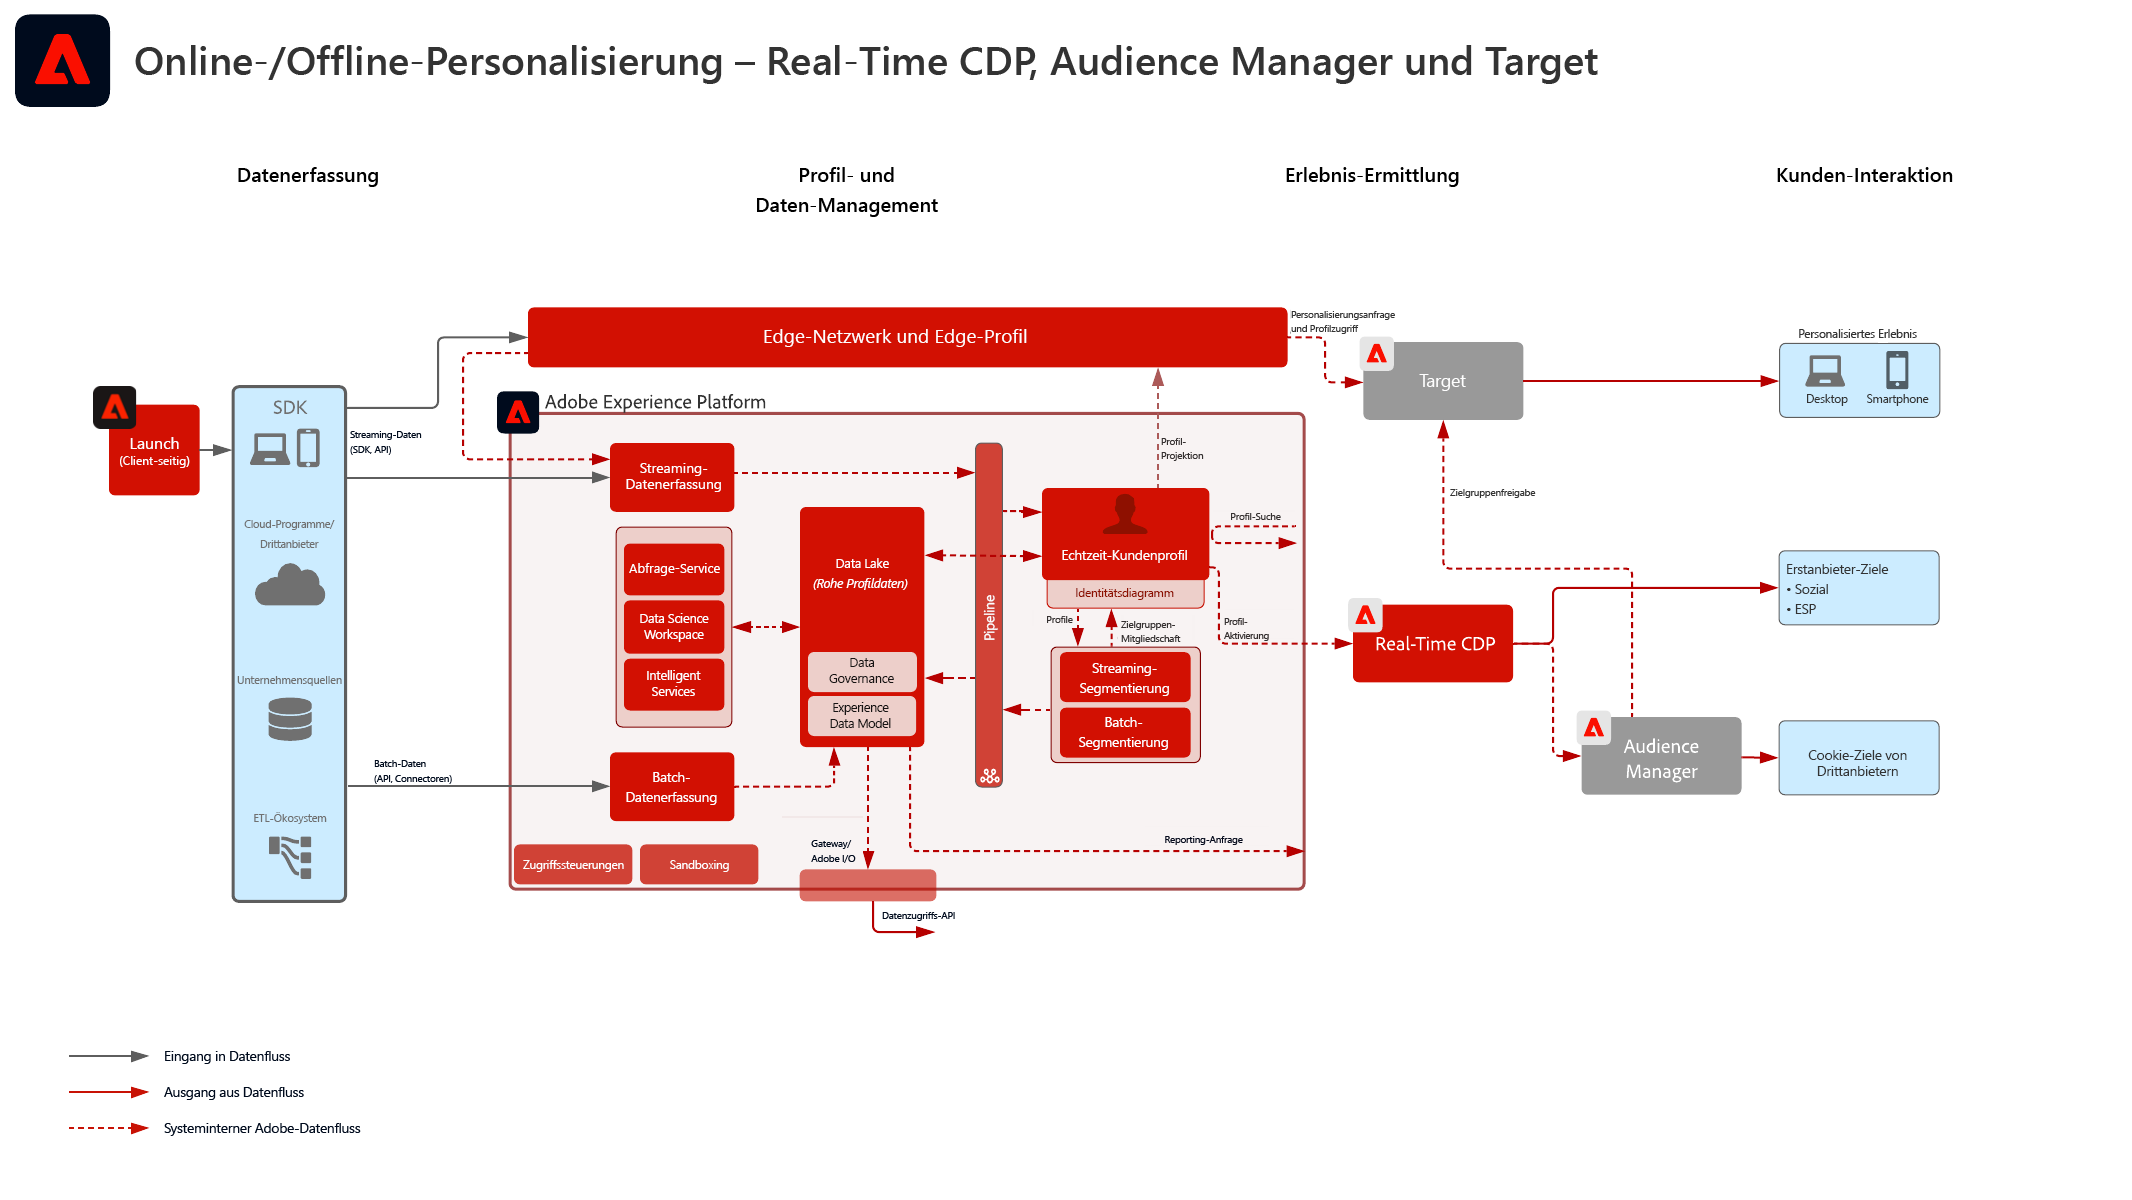 Online-/Offline-Personalisierung – Real-Time CDP, Audience Manager und Target
Datenerfassung
Profil- und
Daten-Management
Erlebnis-Ermittlung
Kunden-Interaktion
Launch
(Client-seitig)
SDK
Cloud-Programme/
Drittanbieter
Unternehmensquellen
ETL-Ökosystem
Streaming-Daten
(SDK, API)
Batch-Daten
(API, Connectoren)
Edge-Netzwerk und Edge-Profil
Adobe Experience Platform
Streaming-
Datenerfassung
Abfrage-Service
Data Science
Workspace
Intelligent
Services
Batch-
Datenerfassung
Zugriffssteuerungen
Sandboxing
Data Lake
(Rohe Profildaten)
Data
Governance
Experience
Data Model
Gateway/
Adobe I/O
Datenzugriffs-API
Pipeline
Profil-
Projektion
Echtzeit-Kundenprofil
Identitätsdiagramm
Profile
Zielgruppen-
Mitgliedschaft
Streaming-
Segmentierung
Batch-
Segmentierung
Profil-Suche
Profil-
Aktivierung
Reporting-Anfrage
Personalisierungsanfrage
und Profilzugriff
Target
Zielgruppenfreigabe
Real-Time CDP
Audience
Manager
Personalisiertes Erlebnis
Desktop
Smartphone
Erstanbieter-Ziele
• Sozial
• ESP
Cookie-Ziele von
Drittanbietern
Eingang in Datenfluss
Ausgang aus Datenfluss
Systeminterner Adobe-Datenfluss